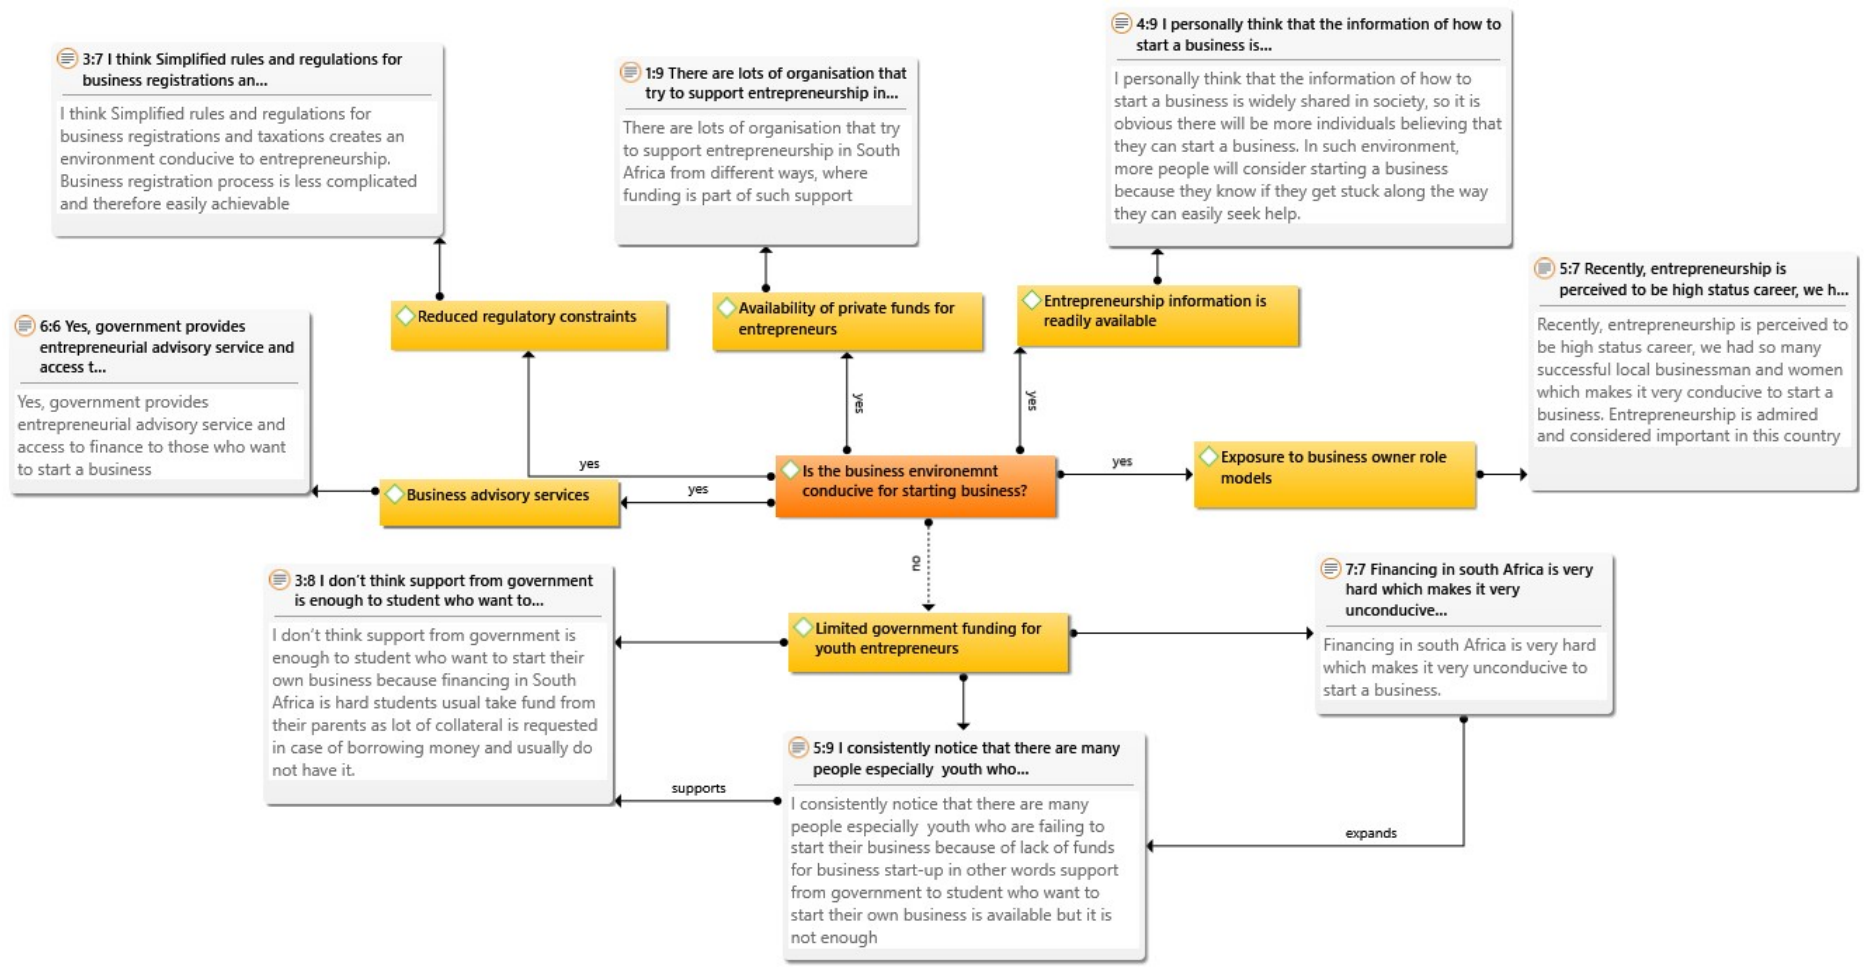 3:7 I think Simplified rules and regulations for
business registrations an...
I think Simplified rules and regulations for
business registrations and taxations creates an
environment conducive to entrepreneurship.
Business registration process is less complicated
and therefore easily achievable
1:9 There are lots of organisation that
try to support entrepreneurship in...
There are lots of organisation that try
to support entrepreneurship in South
Africa from different ways, where
funding is part of such support
4:9 I personally think that the information of how to
start a business is...
I personally think that the information of how to
start a business is widely shared in society, so it is
obvious there will be more individuals believing that
they can start a business. In such environment,
more people will consider starting a business
because they know if they get stuck along the way
they can easily seek help.
5:7 Recently, entrepreneurship is
perceived to be high status career, we h...
Recently, entrepreneurship is perceived to
be high status career, we had so many
successful local businessman and women
which makes it very conducive to start a
business. Entrepreneurship is admired
and considered important in this country
6:6 Yes, government provides
entrepreneurial advisory service and
access t...
Yes, government provides
entrepreneurial advisory service and
access to finance to those who want
to start a business
Reduced regulatory constraints
Availability of private funds for
entrepreneurs
Entrepreneurship information is
readily available
yes
yes
yes
yes
yes
Business advisory services
Is the business environemnt
conducive for starting business?
Exposure to business owner role
models
no
3:8 I don't think support from government
is enough to student who want to...
I don't think support from government is
enough to student who want to start their
own business because financing in South
Africa is hard students usual take fund from
their parents as lot of collateral is requested
in case of borrowing money and usually do
not have it.
Limited government funding for
youth entrepreneurs
7:7 Financing in south Africa is very
hard which makes it very
unconducive...
Financing in south Africa is very hard
which makes it very unconducive to
start a business.
supports
5:9 I consistently notice that there are many
people especially  youth who...
I consistently notice that there are many
people especially  youth who are failing to
start their business because of lack of funds
for business start-up in other words support
from government to student who want to
start their own business is available but it is
not enough
expands